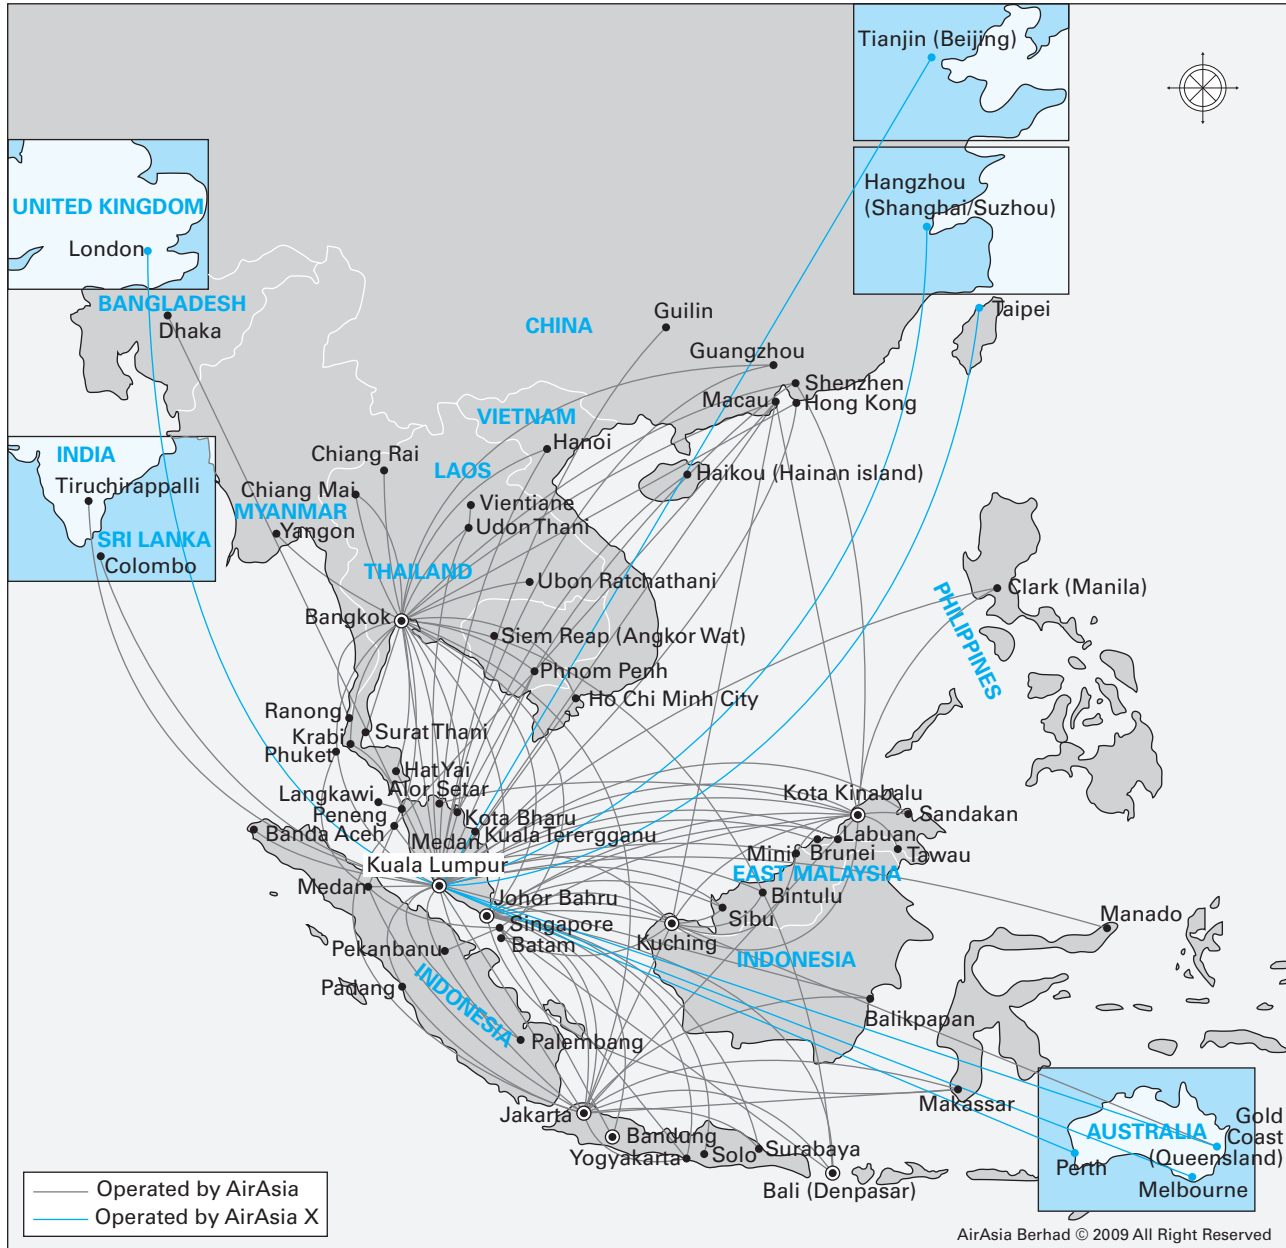 Tianjin (Beijing)
Hangzhou
(Shanghai/Suzhou)
UNITED KINGDOM
London
BANGLADESH
Dhaka
Taipei
CHINA
Guilin
Guangzhou
Shenzhen
Macau
Hong Kong
VIETNAM
Hanoi
INDIA
Tiruchirappalli
Chiang Rai
LAOS
Haikou (Hainan island)
Chiang Mai
MYANMAR
Vientiane
Yangon
Udon Thani
SRI LANKA
Colombo
THAILAND
Ubon Ratchathani
Clark (Manila)
PHILIPPINES
Bangkok
Siem Reap (Angkor Wat)
Phnom Penh
Ho Chi Minh City
Ranong
Surat Thani
Krabi
Phuket
Hat Yai
Alor Setar
Langkawi
Peneng
Kota Bharu
Kota Kinabalu
Sandakan
Banda Aceh
Medan
Kuala Terergganu
Labuan
Minif
Brunei
Tawau
Kuala Lumpur
EAST MALAYSIA
Medan
Johor Bahru
Bintulu
Singapore
Sibu
Manado
Batam
Kuching
Pekanbanu
INDONESIA
INDONESIA
Padang
Balikpapan
Palembang
Makassar
Jakarta
Bandung
Yogyakarta
Solo
Surabaya
Bali (Denpasar)
AUSTRALIA
Gold
Coast
(Queensland)
Perth
Melbourne
Operated by AirAsia
Operated by AirAsia X
AirAsia Berhad © 2009 All Right Reserved